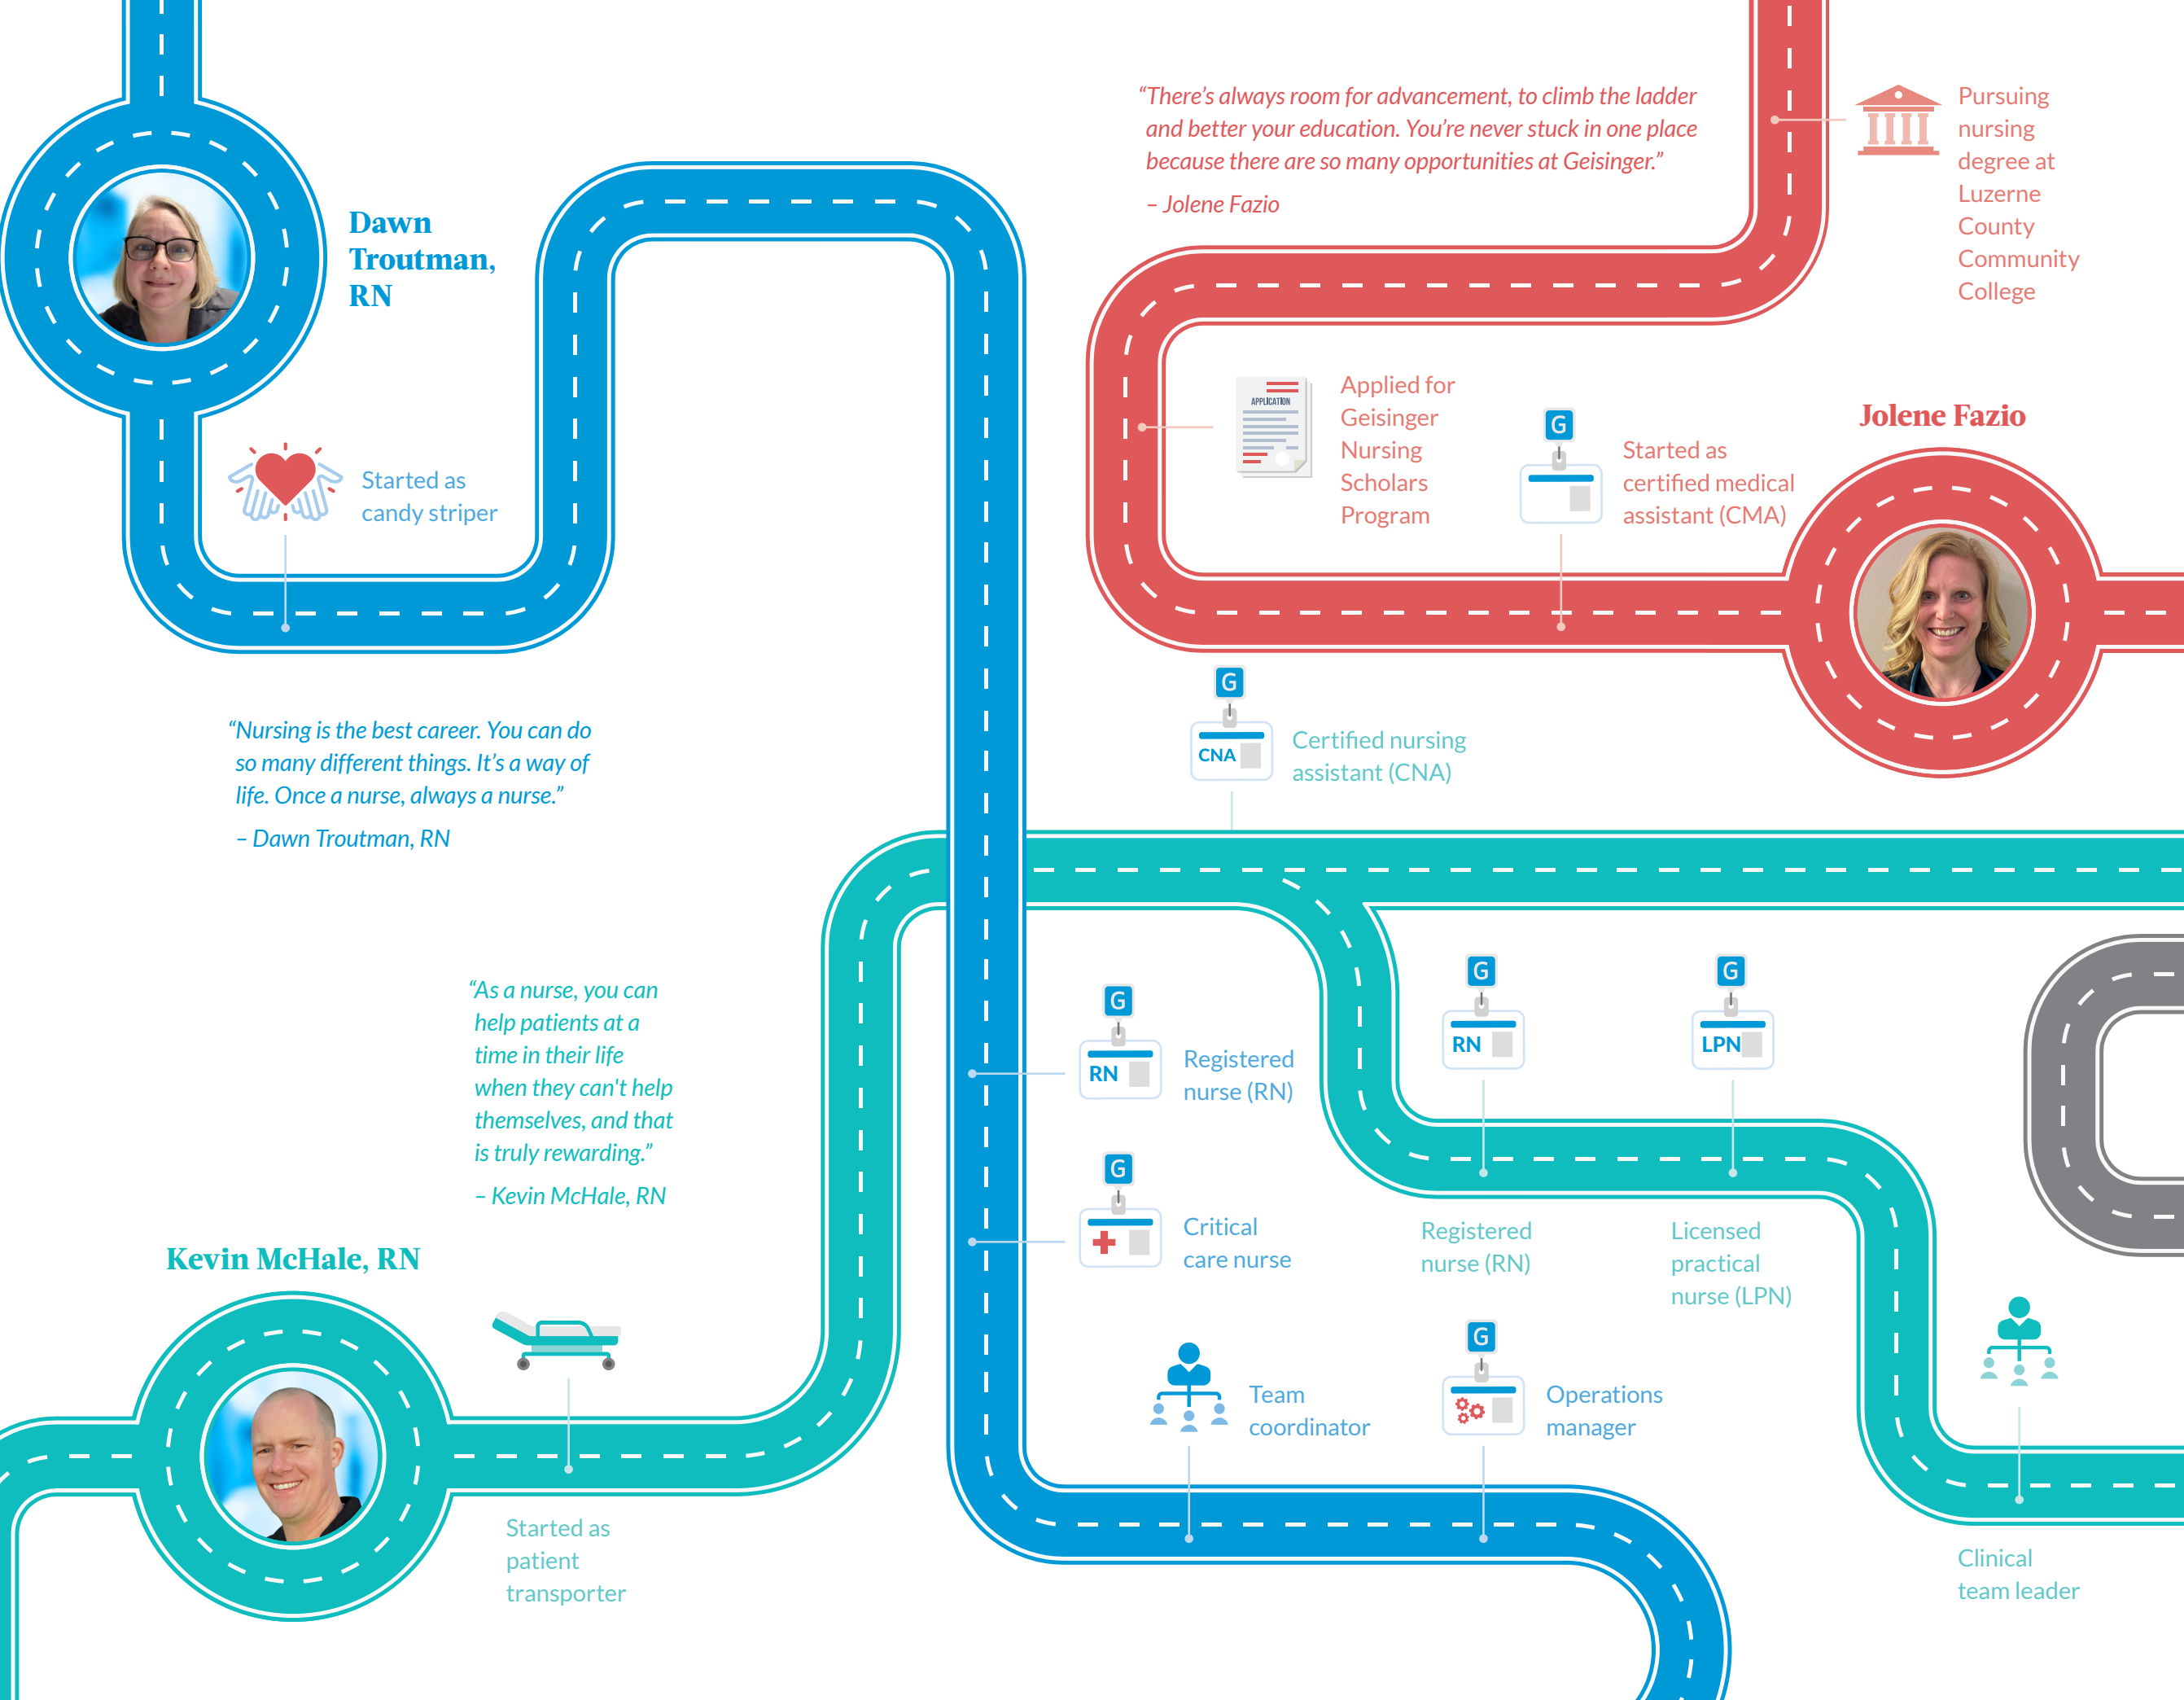 Dawn
Troutman,
RN
Started as
candy striper
“Nursing is the best career. You can do
so many different things. It’s a way of
life. Once a nurse, always a nurse.”
– Dawn Troutman, RN
“There’s always room for advancement, to climb the ladder
and better your education. You’re never stuck in one place
because there are so many opportunities at Geisinger.”
– Jolene Fazio
Pursuing
nursing
degree at
Luzerne
County
Community
College
APPLICATION
Applied for
Geisinger
Nursing
Scholars
Program
G
Started as
certified medical
assistant (CMA)
Jolene Fazio
G
CNA
Certified nursing
assistant (CNA)
“As a nurse, you can
help patients at a
time in their life
when they can't help
themselves, and that
is truly rewarding.”
– Kevin McHale, RN
Kevin McHale, RN
Started as
patient
transporter
G
RN
Registered
nurse (RN)
G
Critical
care nurse
Team
coordinator
G
Operations
manager
G
RN
Registered
nurse (RN)
G
LPN
Licensed
practical
nurse (LPN)
Clinical
team leader